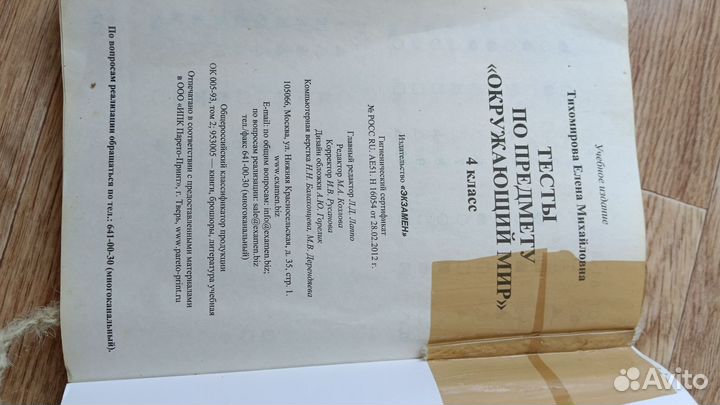 Учебное издание
Тихомирова Елена Михайловна
ТЕСТЫ
ПО ПРЕДМЕТУ
«ОКРУЖАЮЩИЙ МИР»
4 класс
Издательство «ЭКЗАМЕН»
Гигиенический сертификат
№ РОСС RU. АЕ51. Н 16054 от 28.02.2012 г.
Главный редактор Л.Д. Лаппо
Редактор М.А. Козлова
Корректор И.В. Русанова
Дизайн обложки А.Ю. Горелик
Компьютерная верстка Н.Н. Балахонцева, М.В. Дерендяева
105066, Москва, ул. Нижняя Красносельская, д. 35, стр. 1.
www.examen.biz
E-mail: по общим вопросам: info@examen.biz;
по вопросам реализации: sale@examen.biz
тел./факс 641-00-30 (многоканальный)
Общероссийский классификатор продукции
ОК 005-93, том 2; 953005 — книги, брошюры, литература учебная
Отпечатано в соответствии с предоставленными материалами
в ООО «ИПК Парето-Принт», г. Тверь, www.pareto-print.ru
По вопросам реализации обращаться по тел.: 641-00-30 (многоканальный).
Avito